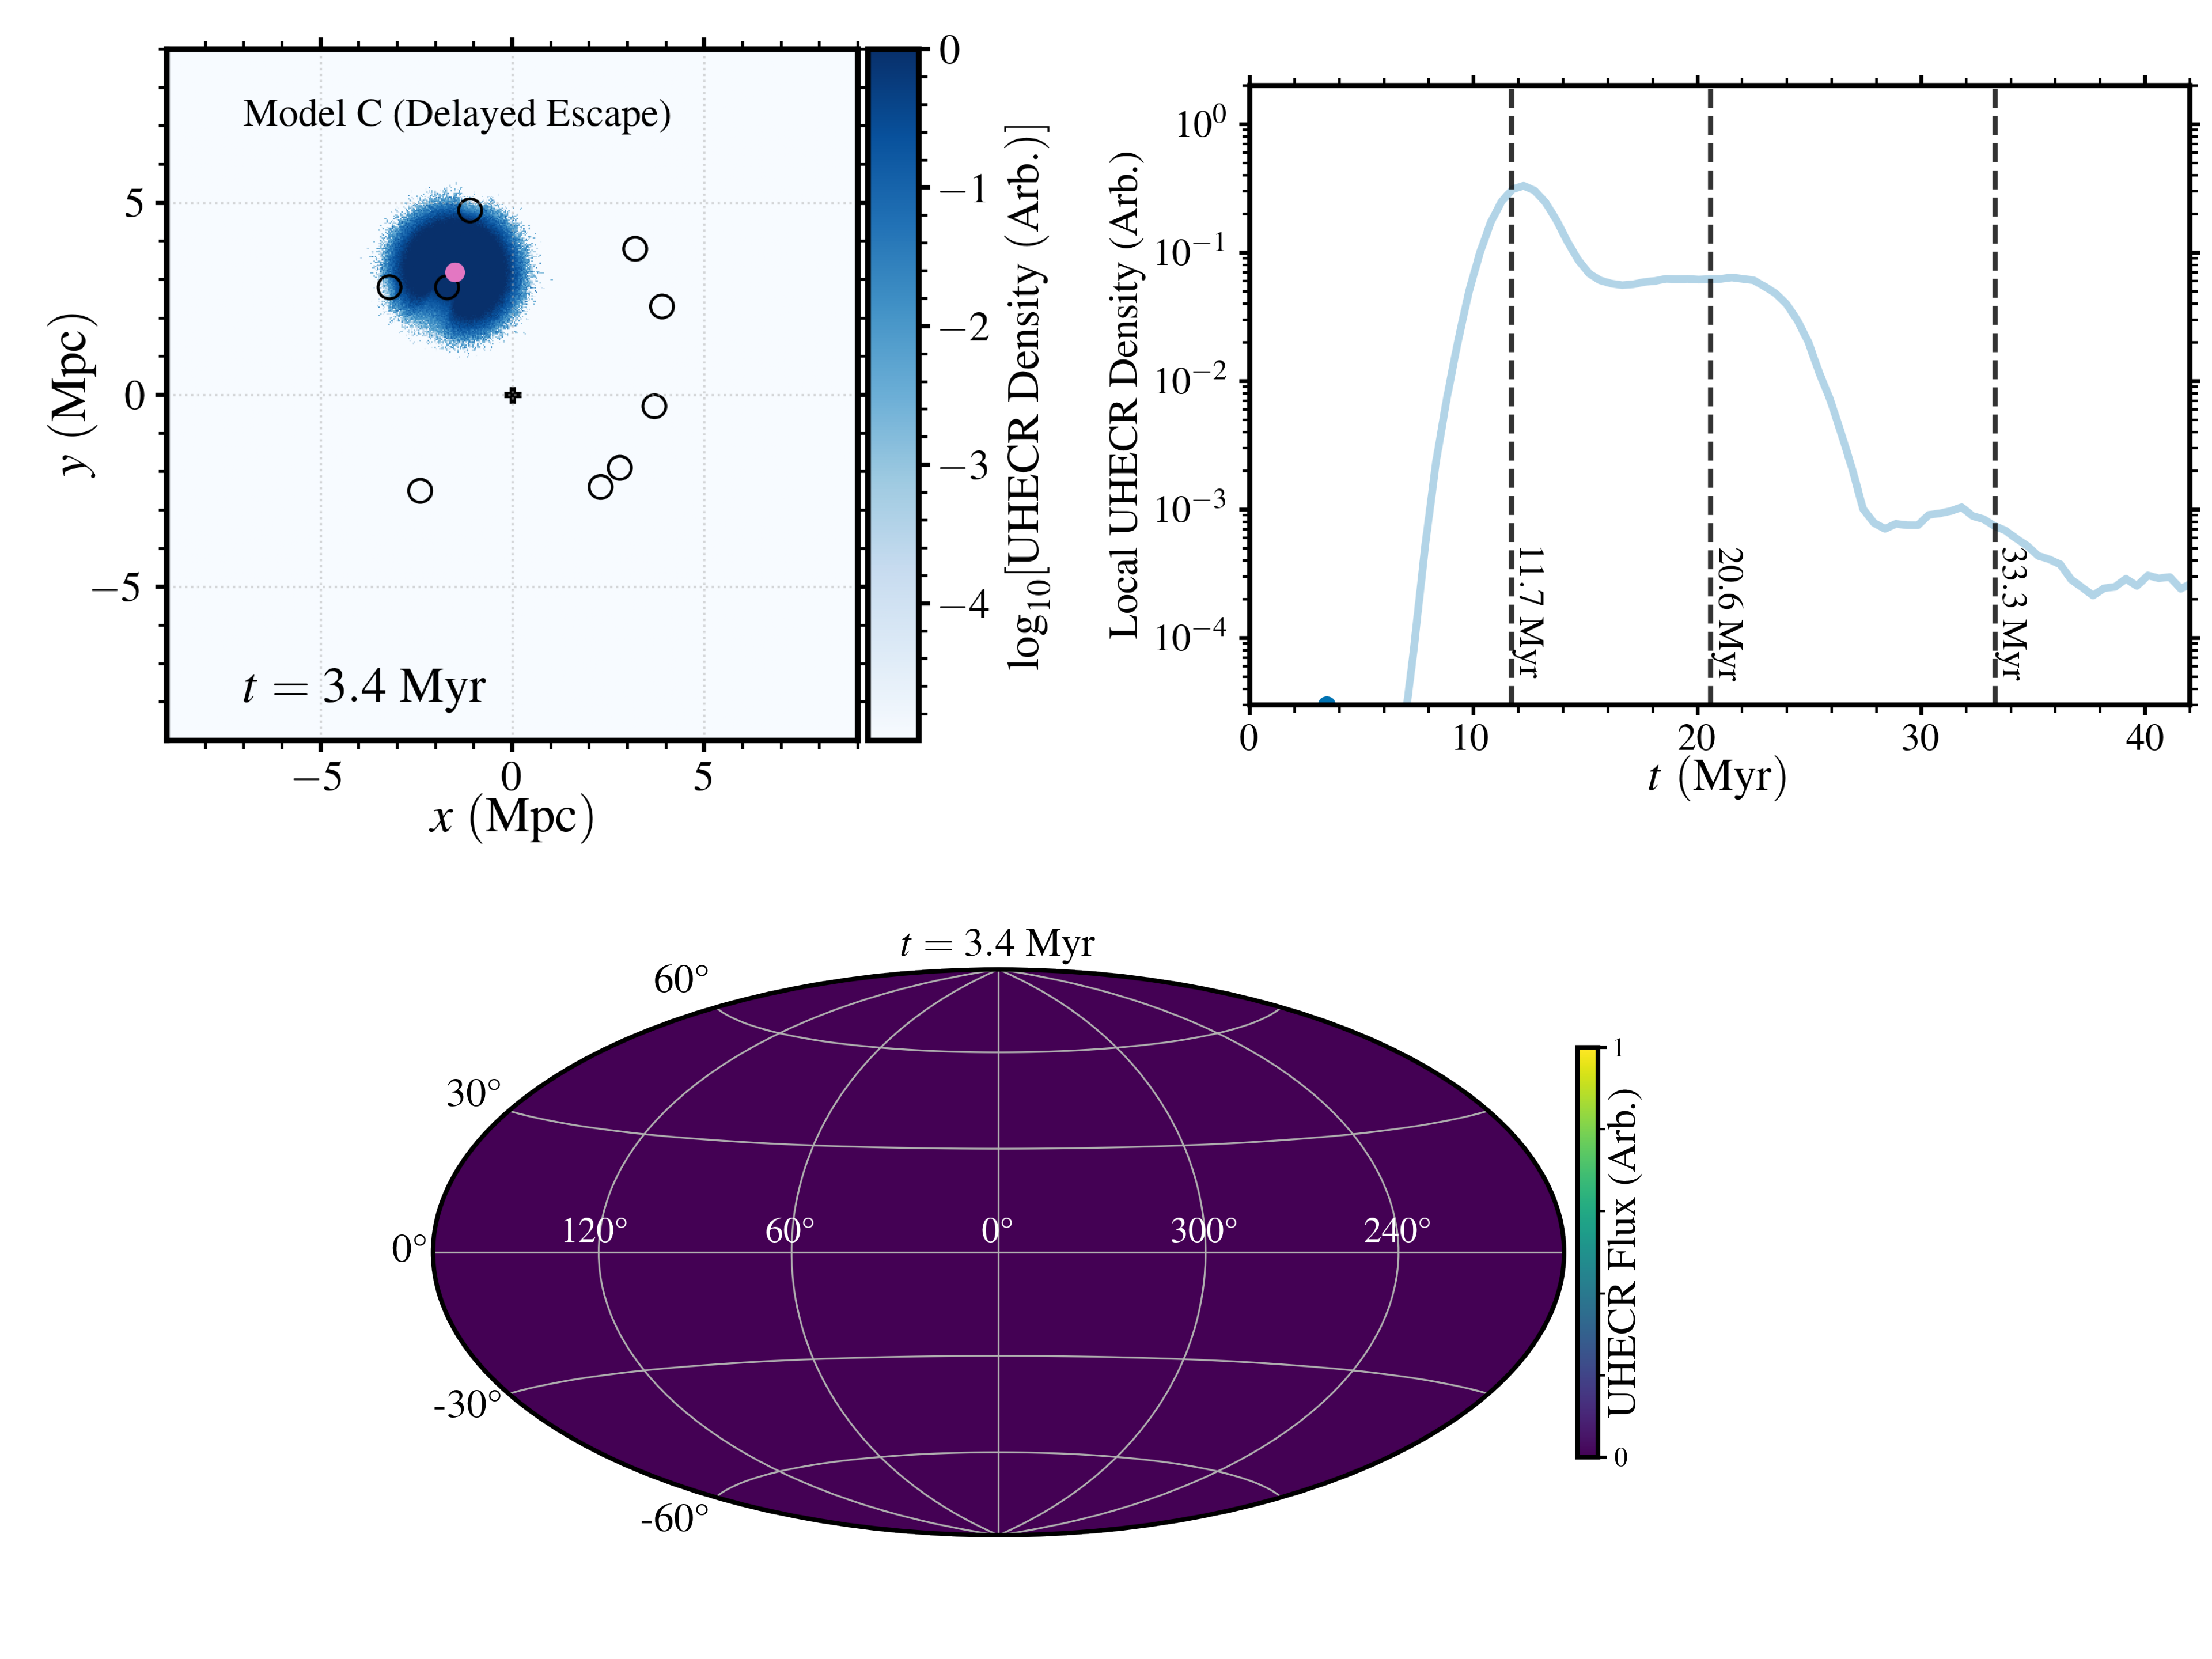 Model C (Delayed Escape)
t = 3.4 Myr
5
0
−5
y (Mpc)
−5
0
5
x (Mpc)
0
−1
−2
−3
−4
log₁₀[UHECR Density (Arb.)]
10⁰
10⁻¹
10⁻²
10⁻³
10⁻⁴
Local UHECR Density (Arb.)
11.7 Myr
20.6 Myr
33.3 Myr
0
10
20
30
40
t (Myr)
t = 3.4 Myr
60°
30°
0°
-30°
-60°
120°
60°
0°
300°
240°
1
0
UHECR Flux (Arb.)